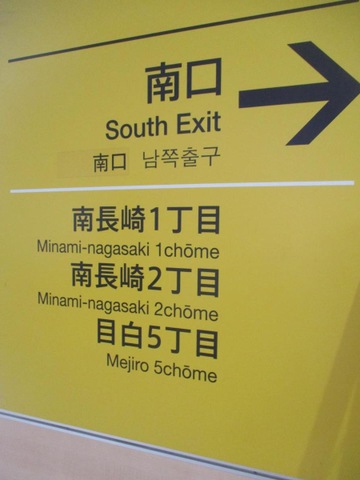 南口
South Exit
南口 남쪽출구
南長崎1丁目
Minami-nagasaki 1chōme
南長崎2丁目
Minami-nagasaki 2chōme
目白5丁目
Mejiro 5chōme